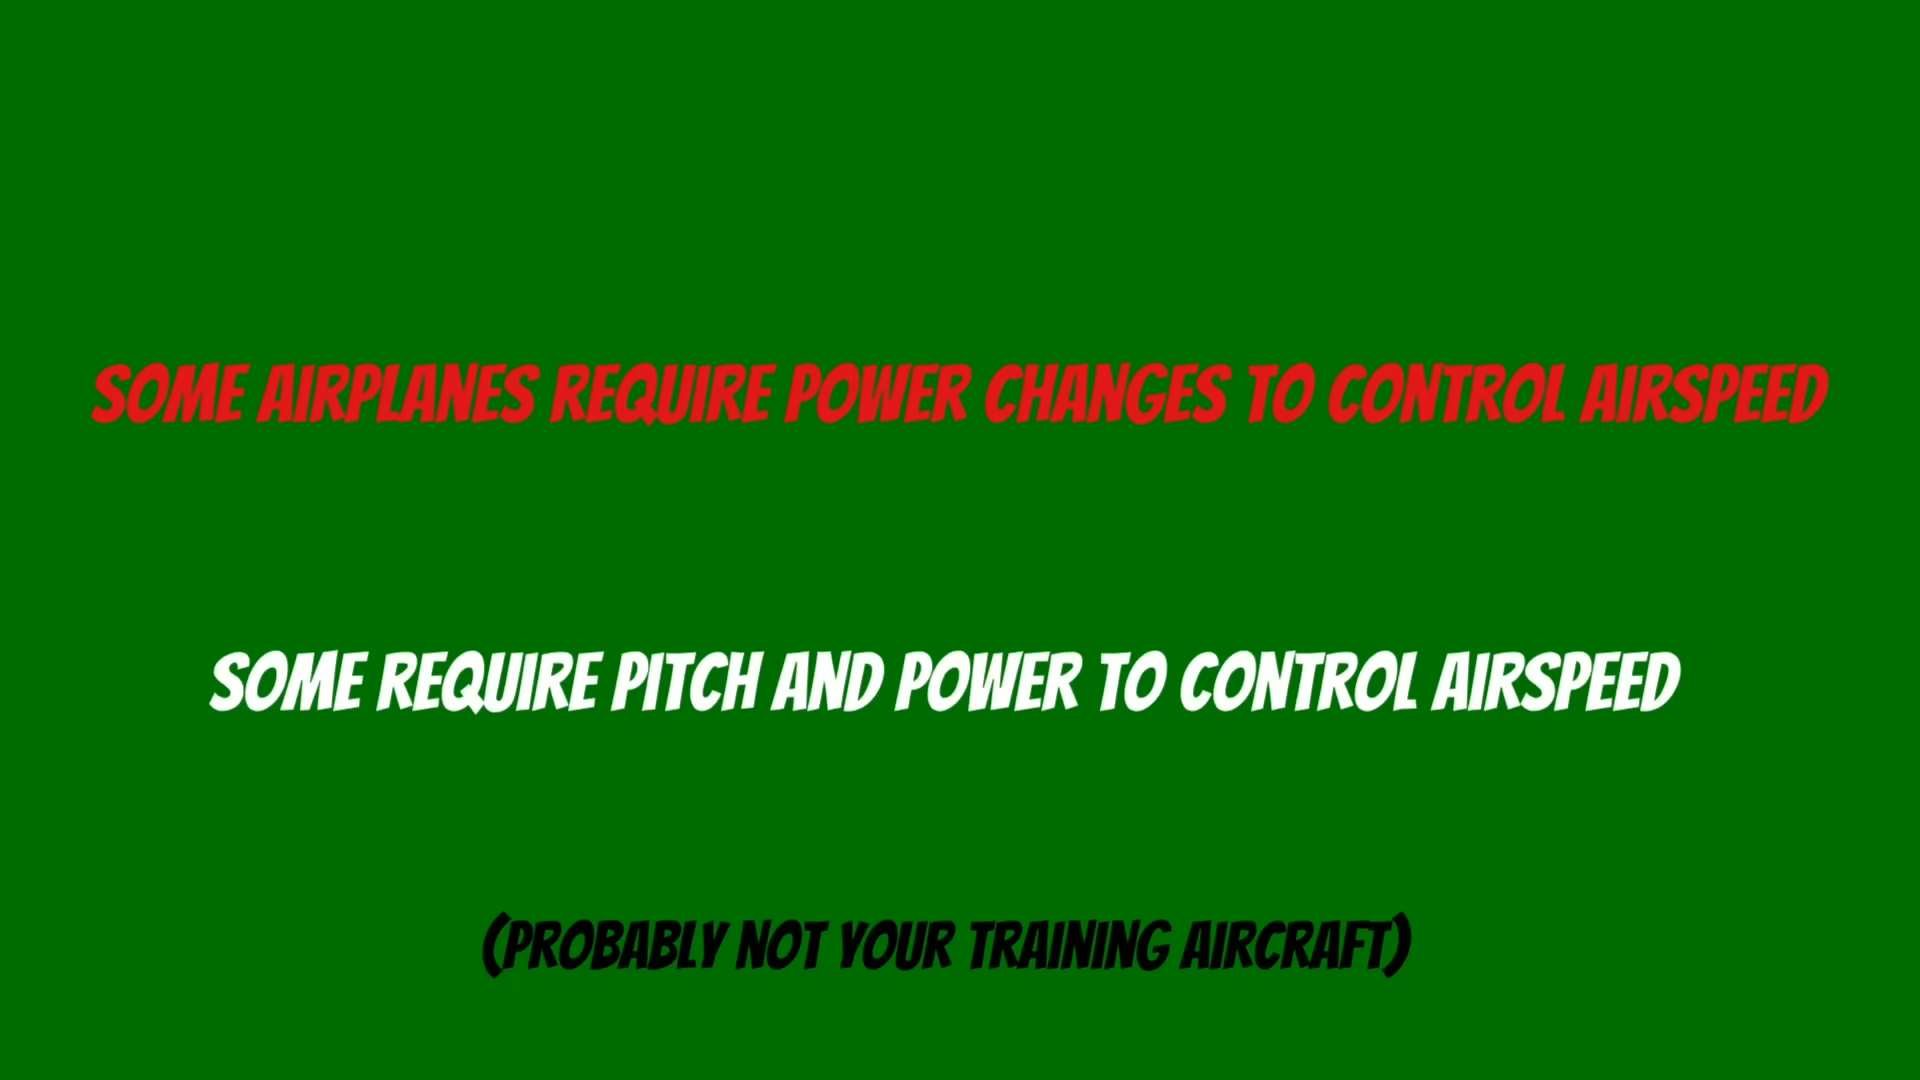 SOME AIRPLANES REQUIRE POWER CHANGES TO CONTROL AIRSPEED
SOME REQUIRE PITCH AND POWER TO CONTROL AIRSPEED
(PROBABLY NOT YOUR TRAINING AIRCRAFT)